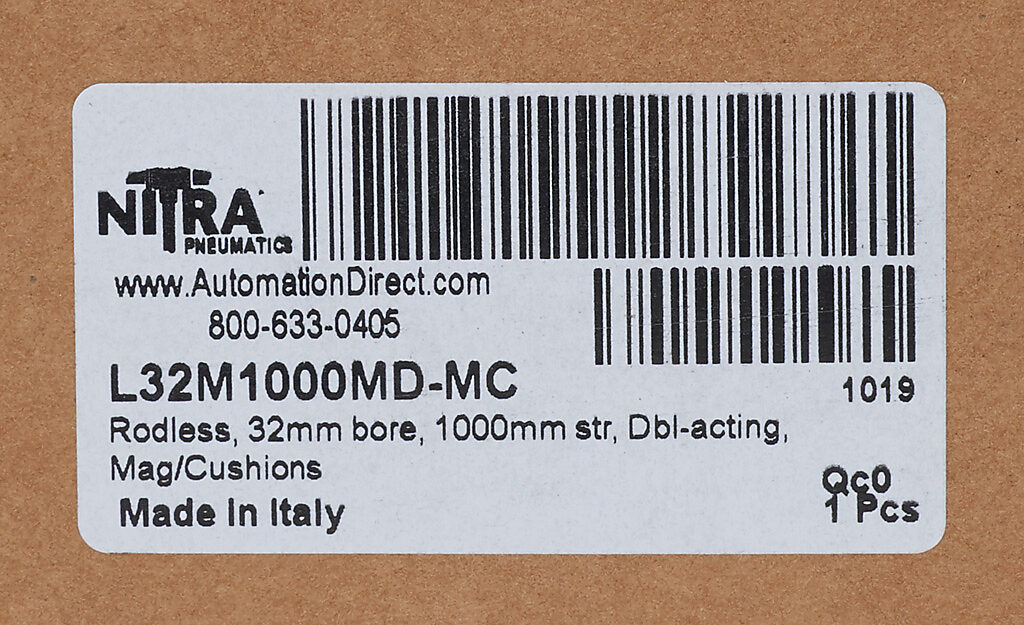 NITRA
PNEUMATICS
www.AutomationDirect.com
800-633-0405
L32M1000MD-MC
1019
Rodless, 32mm bore, 1000mm str, Dbl-acting,
Mag/Cushions
Made In Italy
Qc0
1 Pcs